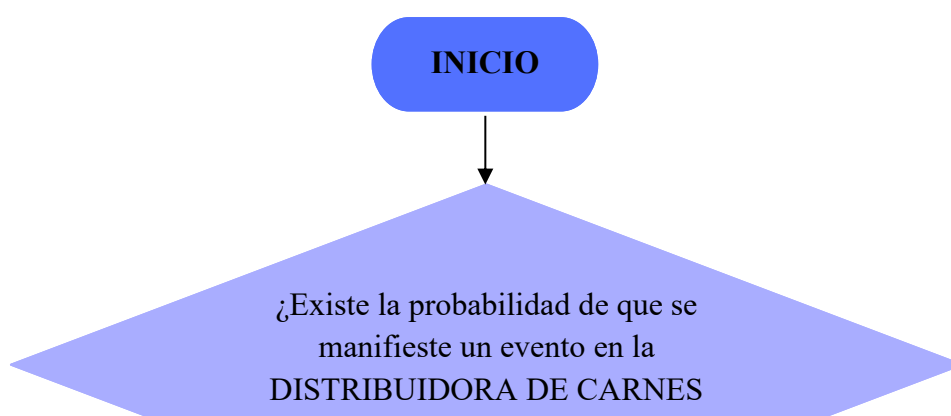 INICIO
¿Existe la probabilidad de que se
manifieste un evento en la
DISTRIBUIDORA DE CARNES